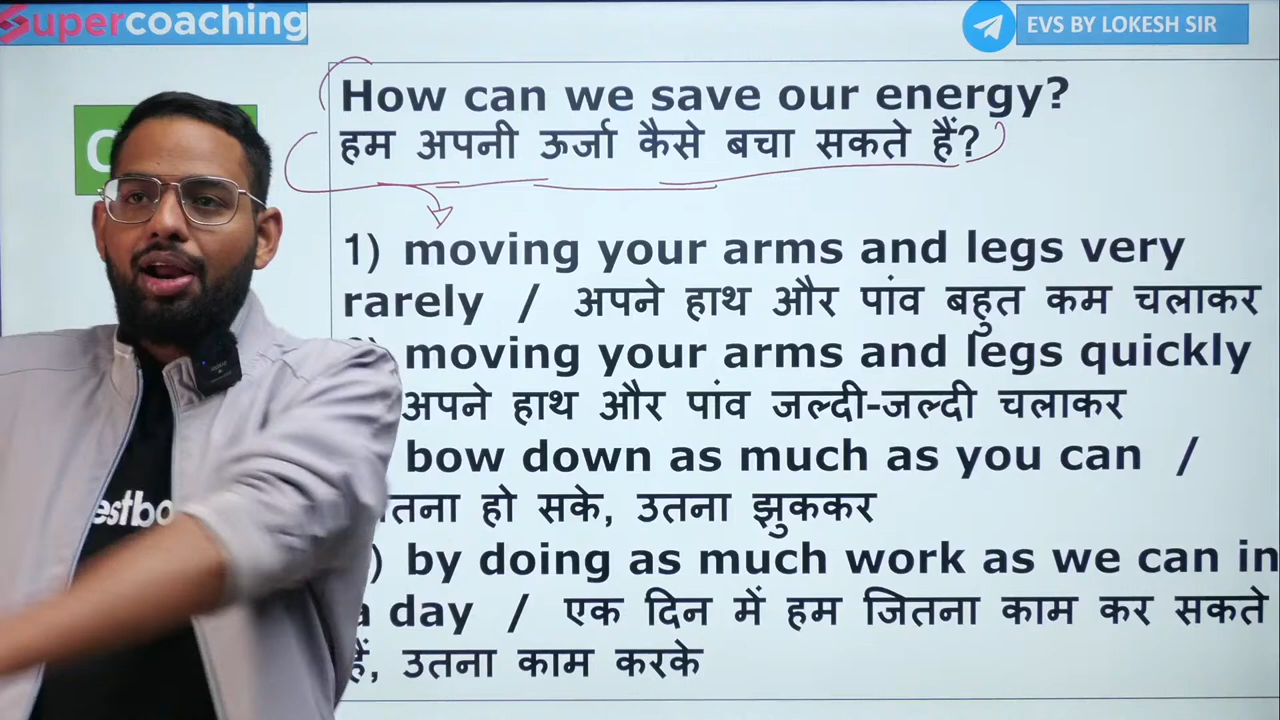 Supercoaching
EVS BY LOKESH SIR
How can we save our energy?
हम अपनी ऊर्जा कैसे बचा सकते हैं?
1) moving your arms and legs very
rarely / अपने हाथ और पांव बहुत कम चलाकर
moving your arms and legs quickly
अपने हाथ और पांव जल्दी-जल्दी चलाकर
bow down as much as you can /
हो सके, उतना झुककर
) by doing as much work as we can in
a day / एक दिन में हम जितना काम कर सकते
हैं, उतना काम करके